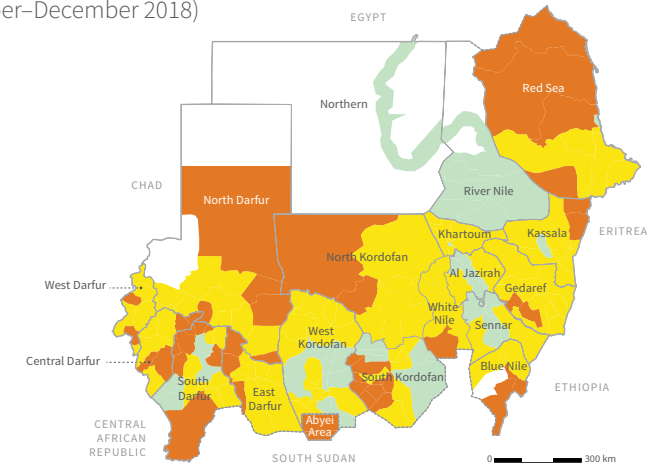 er–December 2018)
EGYPT
Red Sea
Northern
CHAD
North Darfur
River Nile
ERITREA
Khartoum
Kassala
North Kordofan
Al Jazirah
West Darfur
Gedaref
White
Nile
Sennar
West
Kordofan
Central Darfur
Blue Nile
South Kordofan
South
Darfur
East
Darfur
ETHIOPIA
Abyei
Area
CENTRAL
AFRICAN
REPUBLIC
SOUTH SUDAN
0 300 km